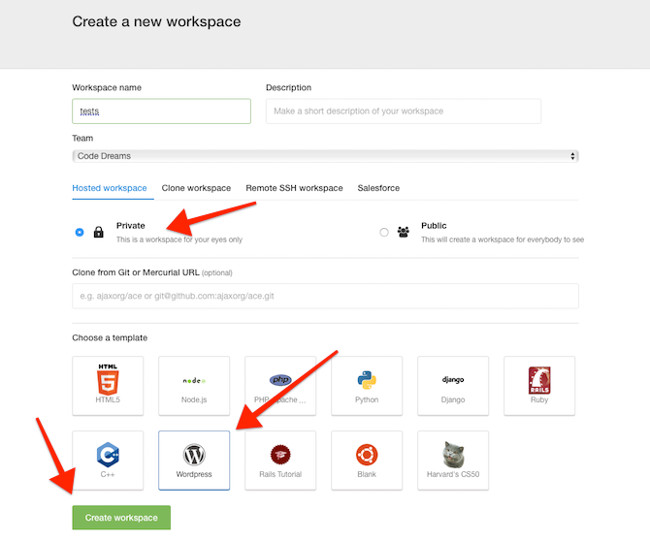 Create a new workspace
Workspace name Description
tests Make a short description of your workspace
Team
Code Dreams
Hosted workspace Clone workspace Remote SSH workspace Salesforce
Private Public
This is a workspace for your eyes only This will create a workspace for everybody to see
Clone from Git or Mercurial URL (optional)
e.g. ajaxorg/ace or git@github.com:ajaxorg/ace.git
Choose a template
HTML 5 node php django RAILS
HTML5 Node.js PHP, Apache ... Python Django Ruby
C++ W
C++ Wordpress Rails Tutorial Blank Harvard's CS50
Create workspace